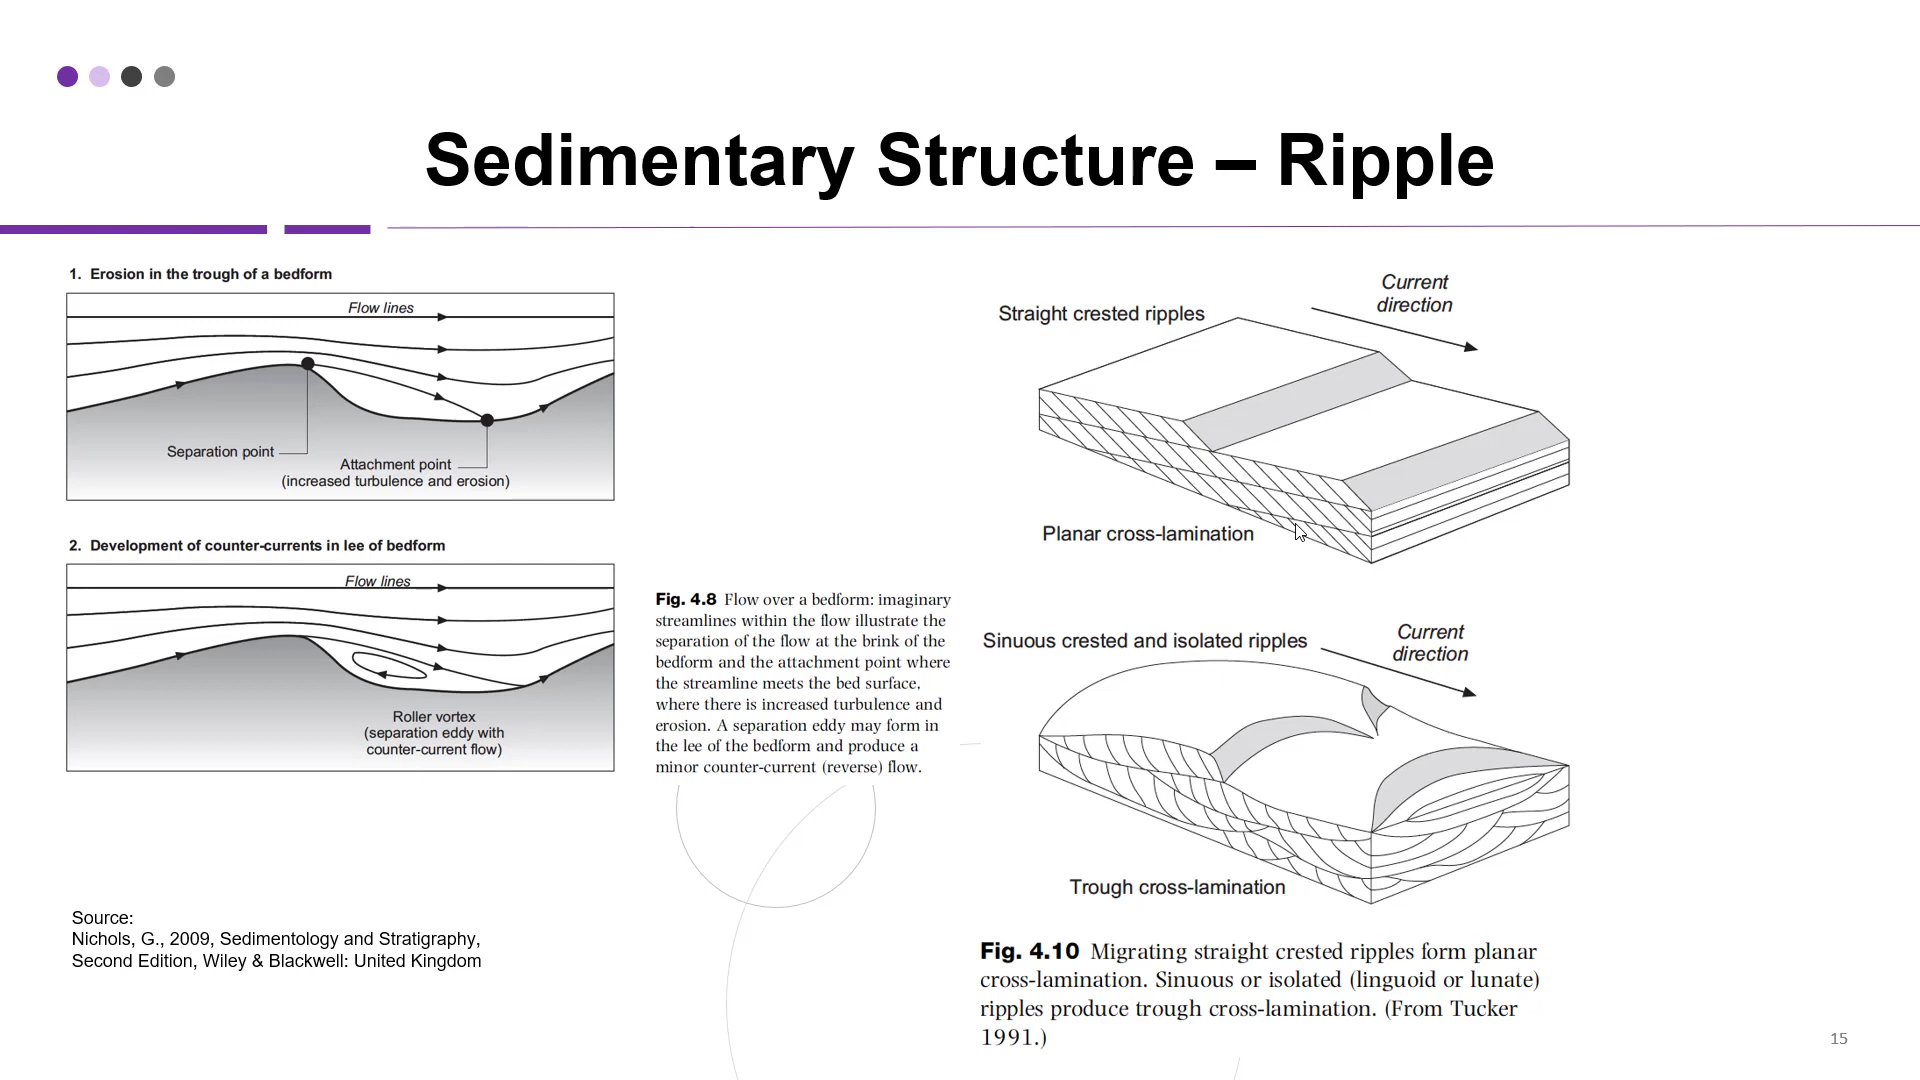 Sedimentary Structure – Ripple
1. Erosion in the trough of a bedform
Flow lines
Separation point
Attachment point
(increased turbulence and erosion)
2. Development of counter-currents in lee of bedform
Flow lines
Roller vortex
(separation eddy with
counter-current flow)
Fig. 4.8 Flow over a bedform: imaginary
streamlines within the flow illustrate the
separation of the flow at the brink of the
bedform and the attachment point where
the streamline meets the bed surface,
where there is increased turbulence and
erosion. A separation eddy may form in
the lee of the bedform and produce a
minor counter-current (reverse) flow.
Source:
Nichols, G., 2009, Sedimentology and Stratigraphy,
Second Edition, Wiley & Blackwell: United Kingdom
Current
direction
Straight crested ripples
Planar cross-lamination
Sinuous crested and isolated ripples
Current
direction
Trough cross-lamination
Fig. 4.10 Migrating straight crested ripples form planar
cross-lamination. Sinuous or isolated (linguoid or lunate)
ripples produce trough cross-lamination. (From Tucker
1991.)
15